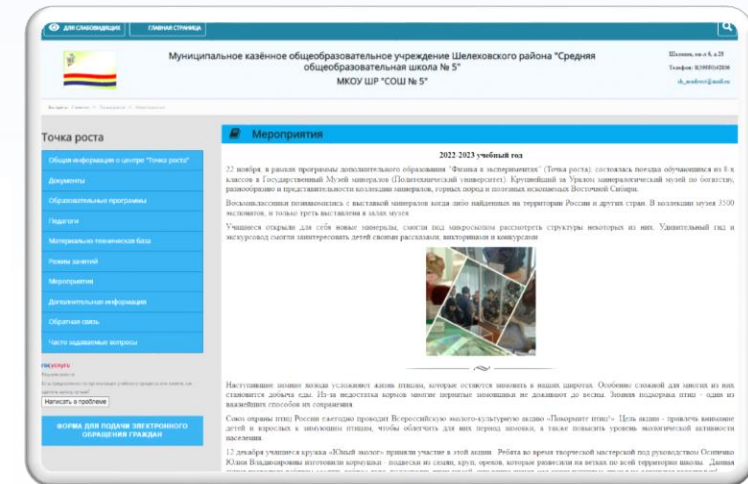 ДЛЯ СЛАБОВИДЯЩИХ
ГЛАВНАЯ СТРАНИЦА
Муниципальное казённое общеобразовательное учреждение Шелеховского района "Средняя
общеобразовательная школа № 5"
МКОУ ШР "СОШ № 5"
Точка роста
Общая информация о центре "Точка роста"
Документы
Образовательные программы
Педагоги
Материально-техническая база
Режим занятий
Мероприятия
Дополнительная информация
Обратная связь
Часто задаваемые вопросы
госуслуги
Написать о проблеме
ФОРМА ДЛЯ ПОДАЧИ ЭЛЕКТРОННОГО
ОБРАЩЕНИЯ ГРАЖДАН
Мероприятия
2022-2023 учебный год
22 ноября, в рамках программы дополнительного образования "Физика в экспериментах" (Точка роста), состоялась поездка обучающихся из 8-х
классов в Государственный Музей минералов (Политехнический университет). Крупнейший за Уралом минералогический музей по богатству,
разнообразию и представительности коллекции минералов, горных пород и полезных ископаемых Восточной Сибири.
Восьмиклассники познакомились с выставкой минералов когда-либо найденных на территории России и других стран. В коллекции музея 3500
экспонатов, и только треть выставлена в залах музея
Учащиеся открыли для себя новые минералы, смогли под микроскопом рассмотреть структуры некоторых из них. Удивительный гид и
экскурсовод смогли заинтересовать детей своими рассказами, викторинами и конкурсами
Наступившие зимние холода усложняют жизнь птицам, которые остаются зимовать в наших широтах. Особенно сложной для многих из них
становится добыча еды. Из-за недостатка кормов многие пернатые зимовщики не доживают до весны. Зимняя подкормка птиц - один из
важнейших способов их сохранения.
Союз охраны птиц России ежегодно проводит Всероссийскую эколого-культурную акцию «Покормите птиц!». Цель акции - привлечь внимание
детей и взрослых к зимующим птицам, чтобы облегчить для них период зимовки, а также повысить уровень экологической активности
населения.
12 декабря учащиеся кружка «Юный эколог» приняли участие в этой акции. Ребята во время творческой мастерской под руководством Осипенко
Юлии Владимировны изготовили кормушки - подвески из семян, круп, орехов, которые развесили на ветках по всей территории школы. Данная